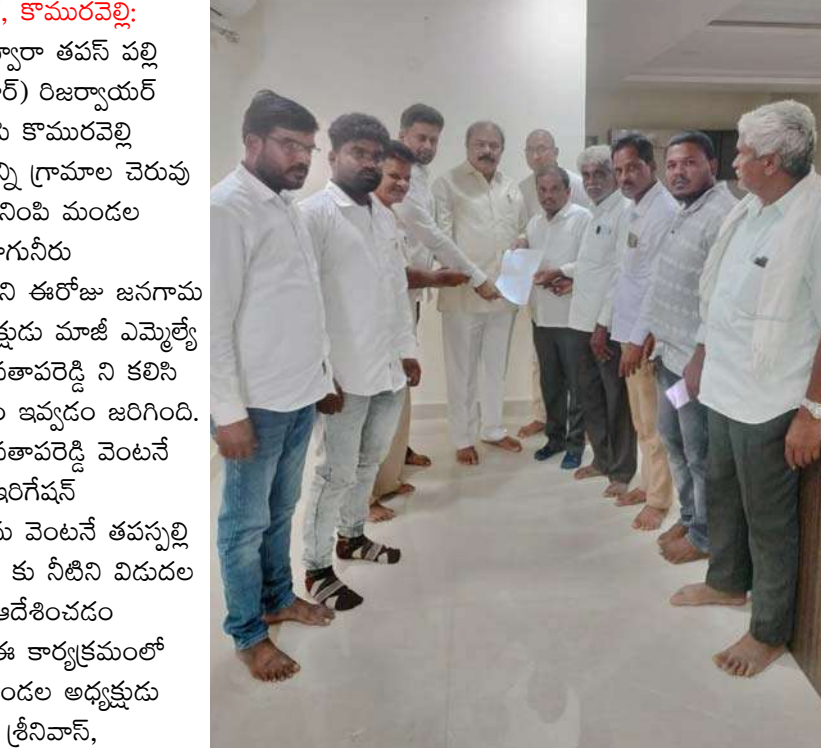 , కొమురవెల్లి:
ద్వారా తపస్ పల్లి
ర్) రిజర్వాయర్
కొమురవెల్లి
గ్రామాల చెరువు
నింపి మండల
గునీరు
ని ఈరోజు జనగామ
క్షుడు మాజీ ఎమ్మెల్యే
తాపరెడ్డి ని కలిసి
ఇవ్వడం జరిగింది.
తాపరెడ్డి వెంటనే
ఇరిగేషన్
వెంటనే తపస్పల్లి
కు నీటిని విడుదల
ఆదేశించడం
ఈ కార్యక్రమంలో
మండల అధ్యక్షుడు
శ్రీనివాస్,